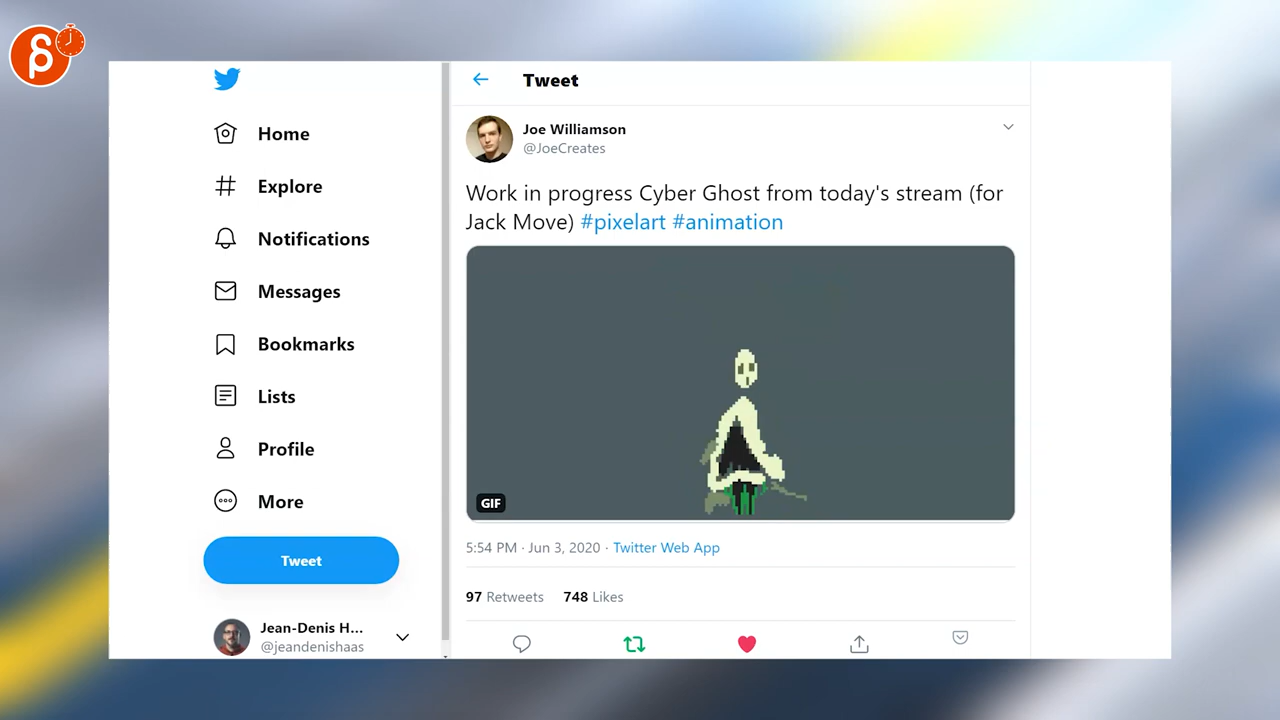 Tweet
Home
Joe Williamson
@JoeCreates
Explore
Work in progress Cyber Ghost from today's stream (for
Jack Move) #pixelart #animation
Notifications
Messages
Bookmarks
Lists
Profile
More
GIF
5:54 PM · Jun 3, 2020 · Twitter Web App
Tweet
97 Retweets 748 Likes
Jean-Denis H...
@jeandenishaas